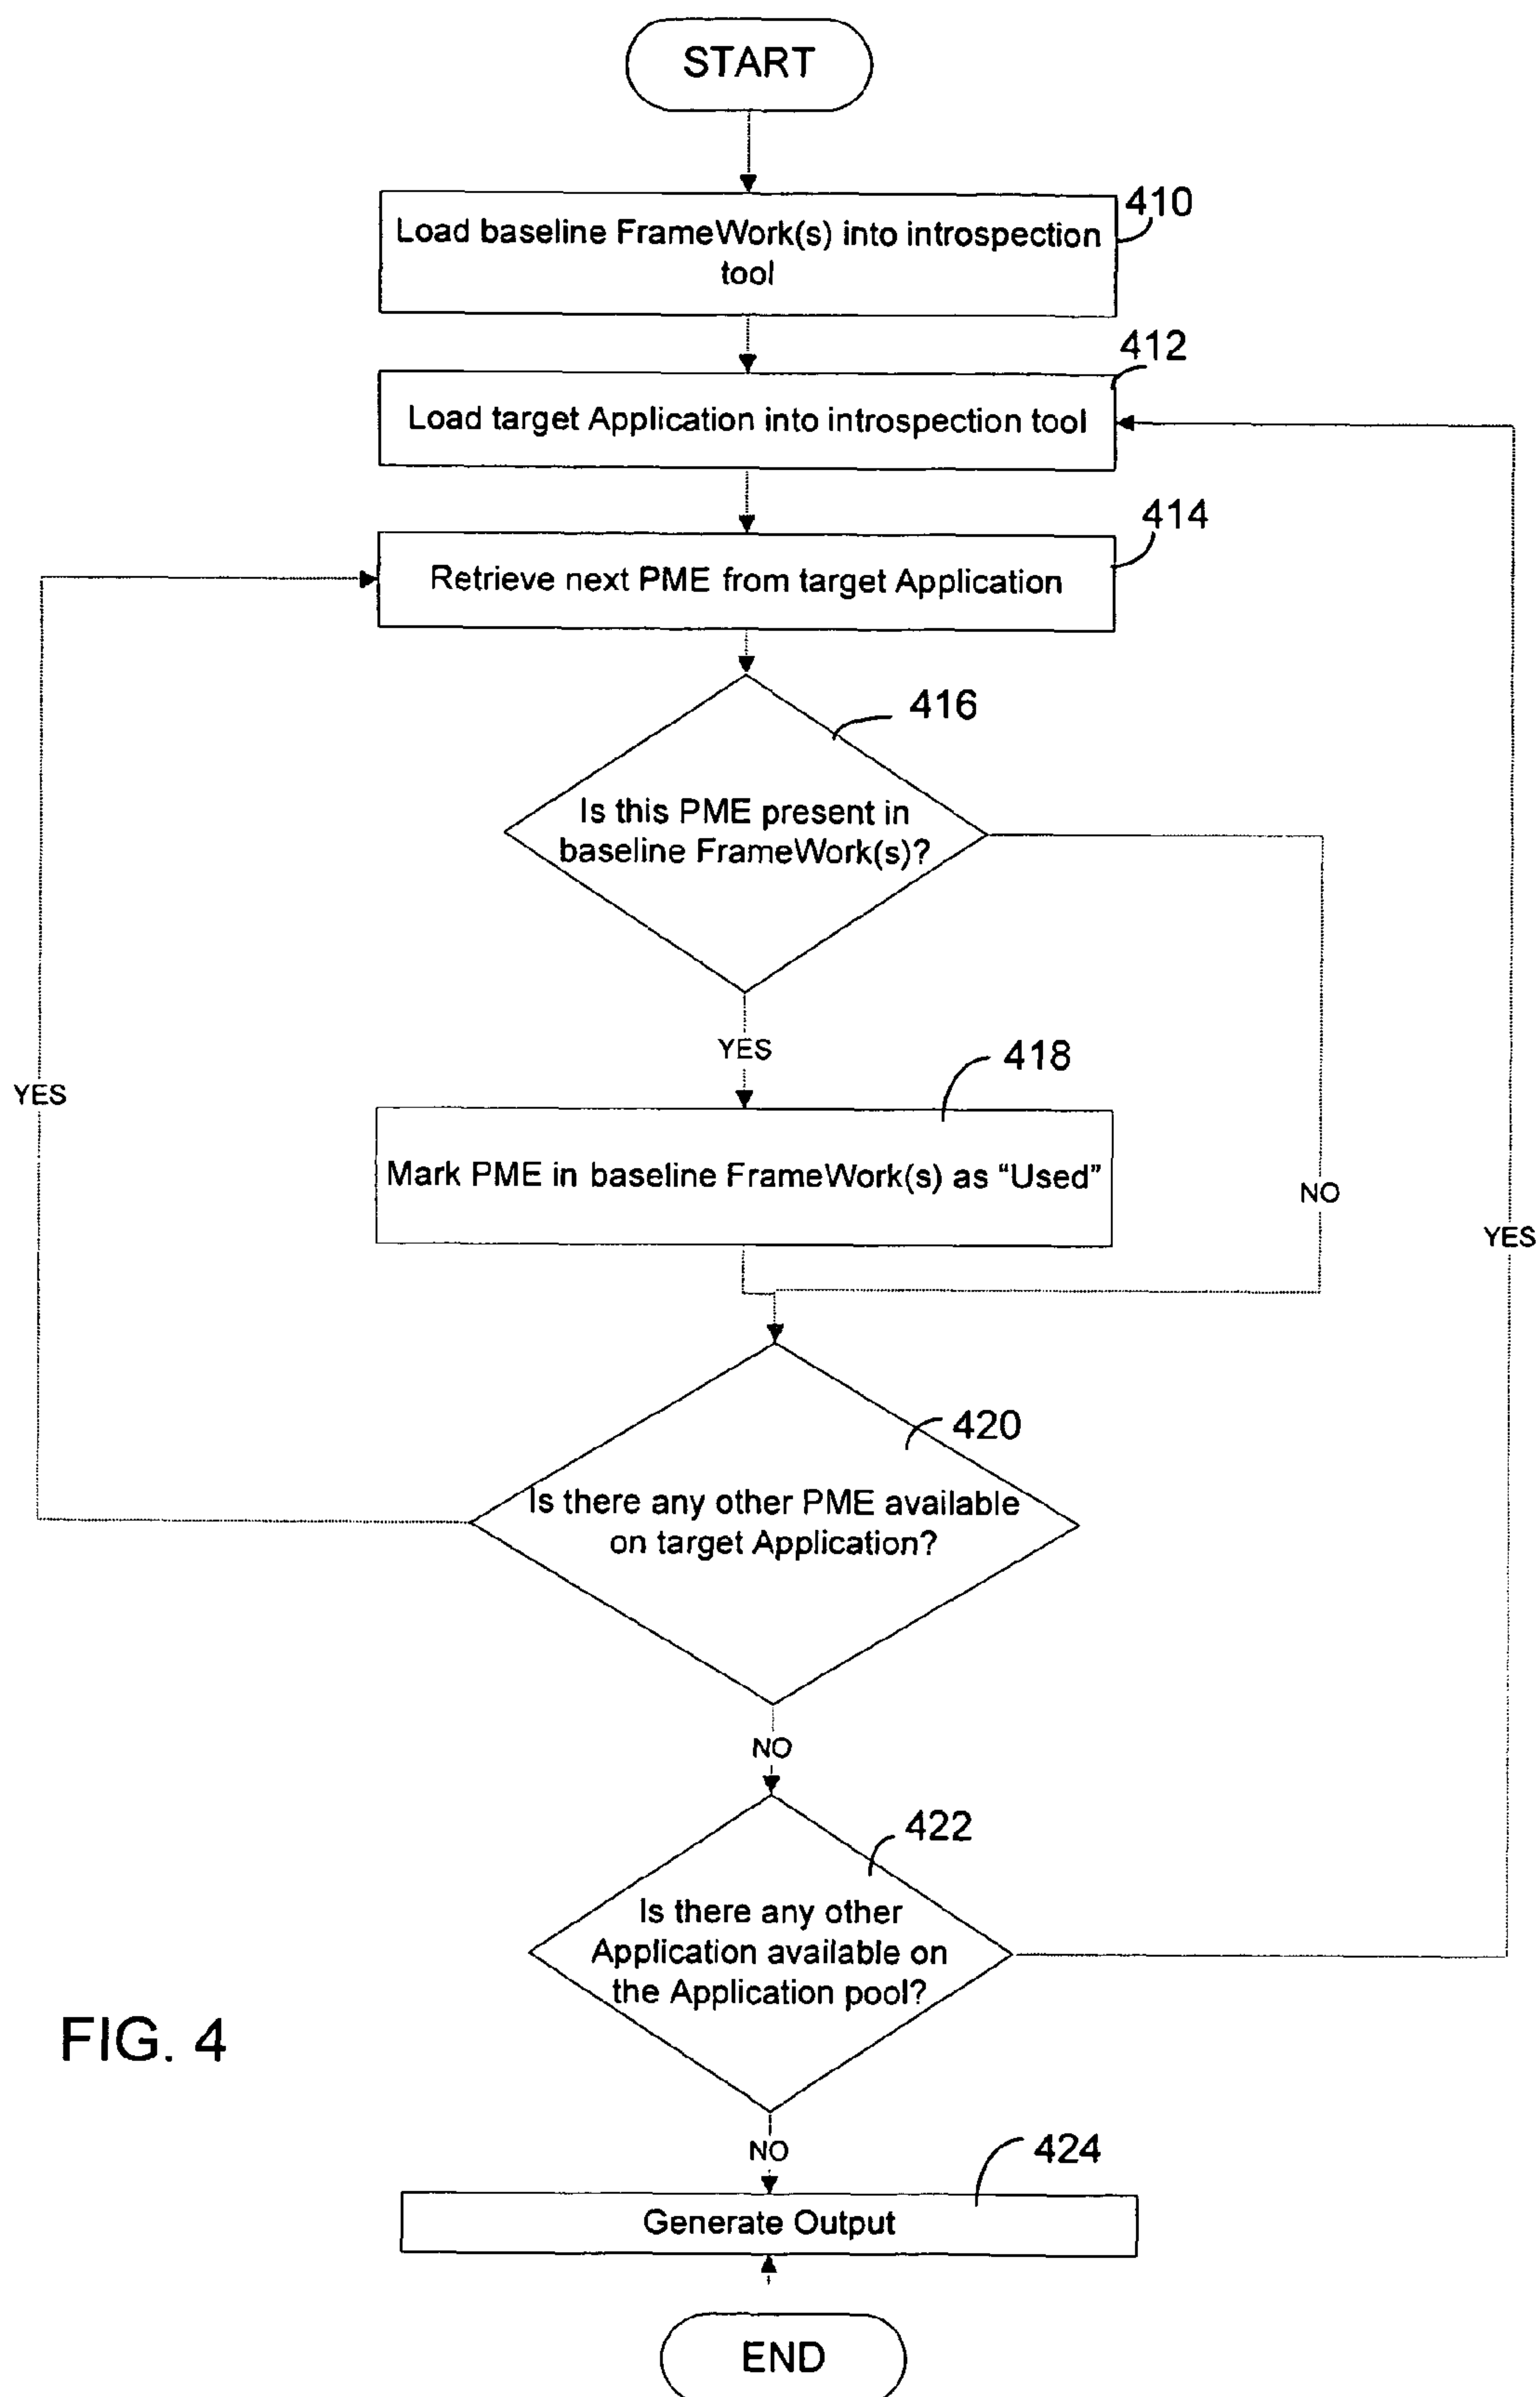 START
410
Load baseline FrameWork(s) into introspection
tool
412
Load target Application into introspection tool
414
Retrieve next PME from target Application
416
Is this PME present in
baseline FrameWork(s)?
YES
418
YES
Mark PME in baseline FrameWork(s) as “Used”
NO
YES
420
Is there any other PME available
on target Application?
NO
422
Is there any other
Application available on
the Application pool?
FIG. 4
NO
424
Generate Output
END